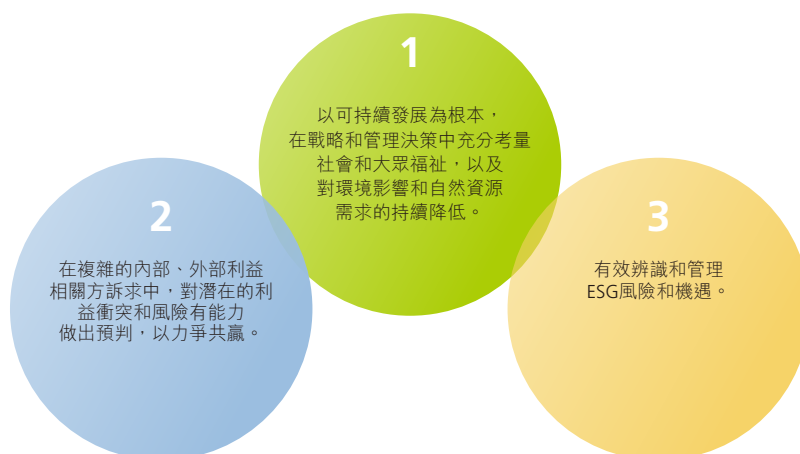 1
以可持續發展為根本，
在戰略和管理決策中充分考量
社會和大眾福祉，以及
對環境影響和自然資源
需求的持續降低。
2
在複雜的內部、外部利益
相關方訴求中，對潛在的利
益衝突和風險有能力
做出預判，以力爭共贏。
3
有效辨識和管理
ESG風險和機遇。